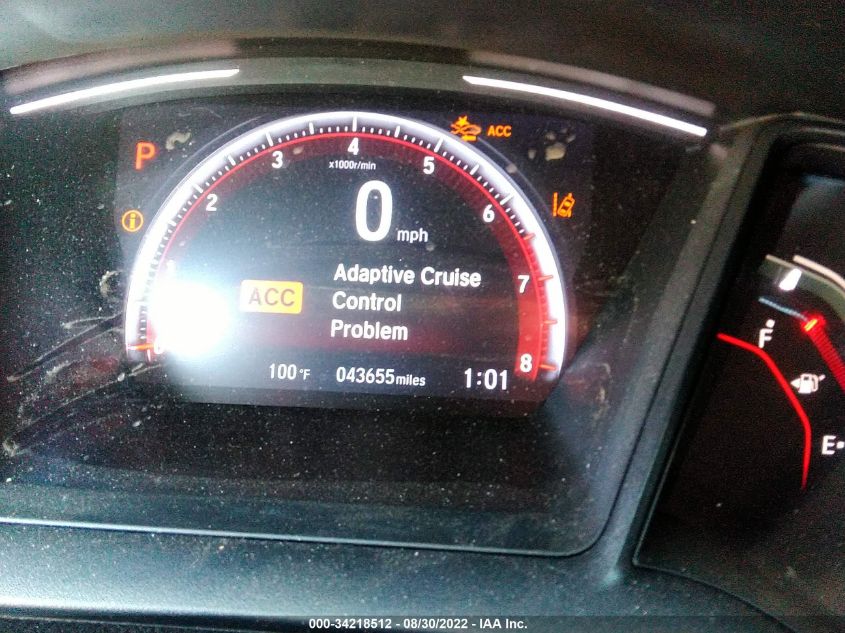 P
ACC
x1000r/min
2
3
4
5
6
7
8
0 mph
ACC
Adaptive Cruise
Control
Problem
100°F
043655miles
1:01
F
E
000-34218512 - 08/30/2022 - IAA Inc.